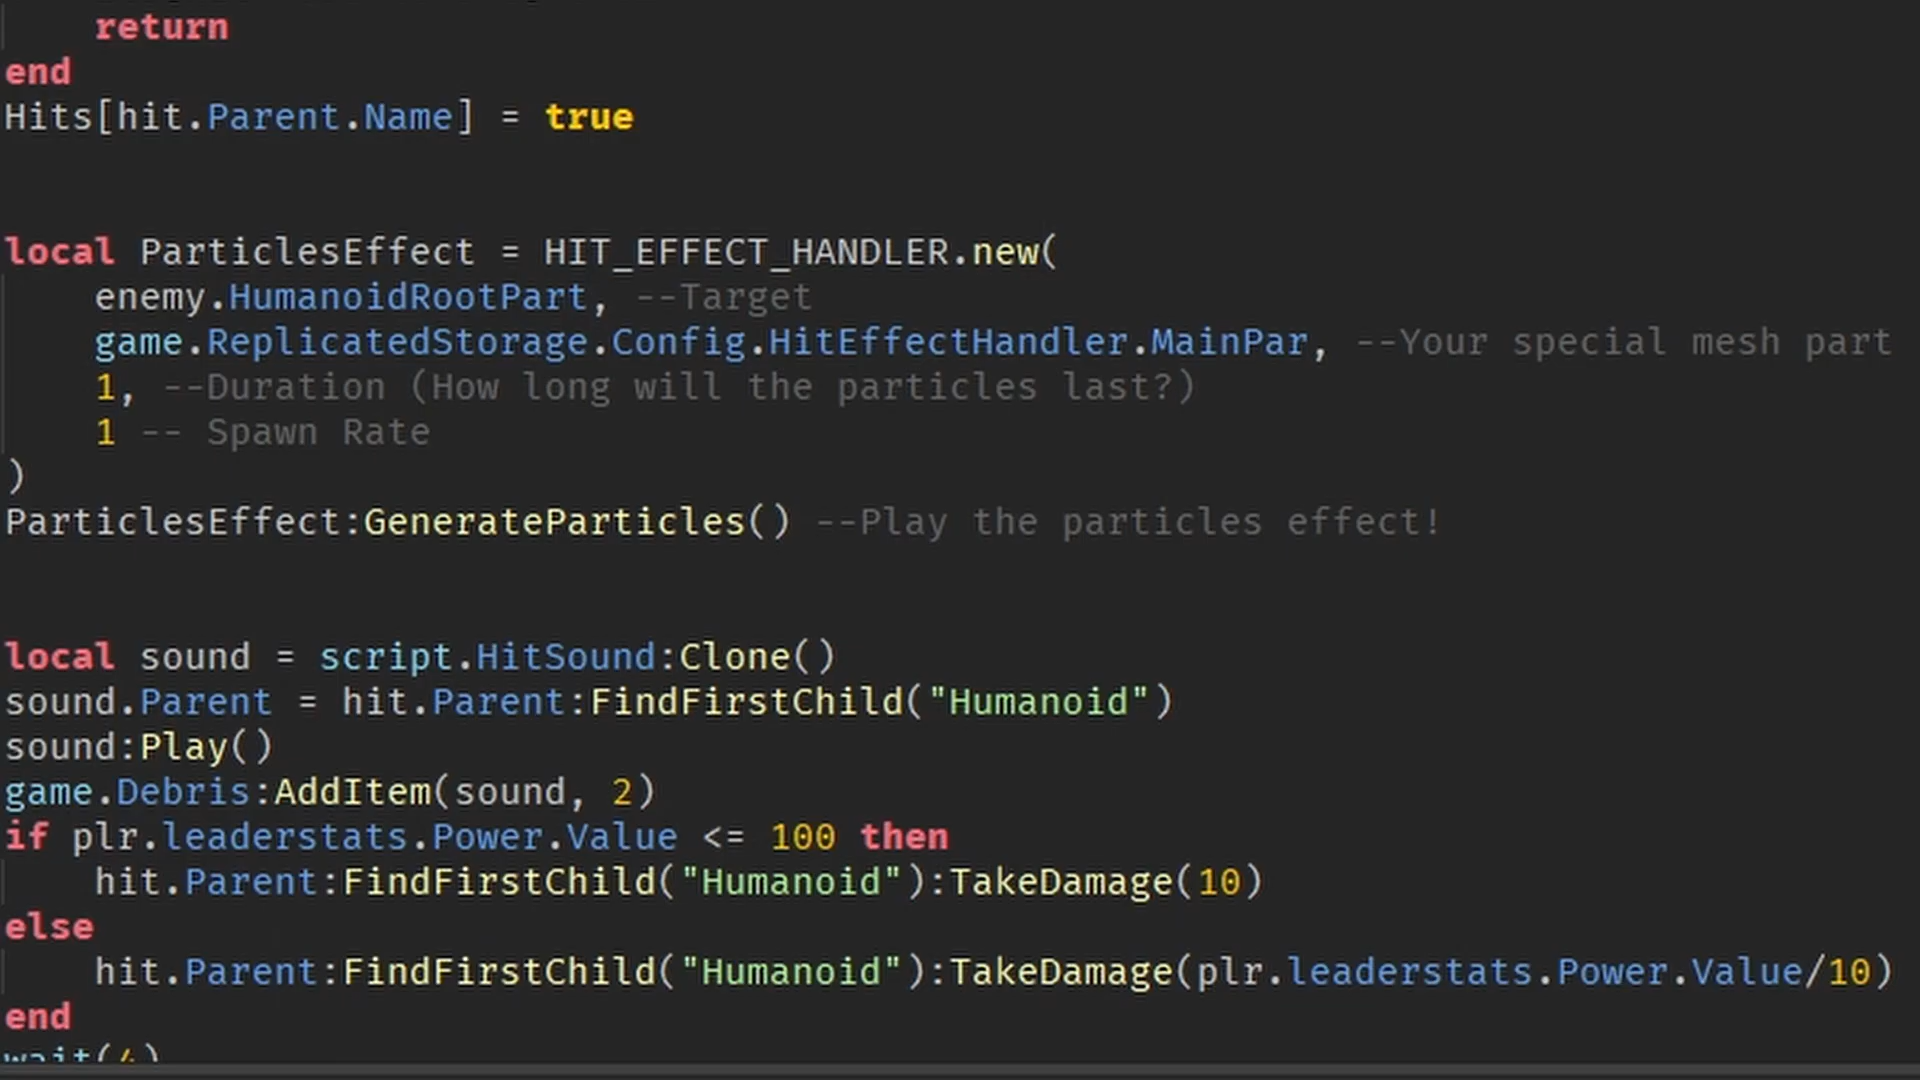 return
end
Hits[hit.Parent.Name] = true
local ParticlesEffect = HIT_EFFECT_HANDLER.new(
enemy.HumanoidRootPart, --Target
game.ReplicatedStorage.Config.HitEffectHandler.MainPar, --Your special mesh part
1, --Duration (How long will the particles last?)
1 -- Spawn Rate
)
ParticlesEffect:GenerateParticles() --Play the particles effect!
local sound = script.HitSound:Clone()
sound.Parent = hit.Parent:FindFirstChild("Humanoid")
sound:Play()
game.Debris:AddItem(sound, 2)
if plr.leaderstats.Power.Value <= 100 then
hit.Parent:FindFirstChild("Humanoid"):TakeDamage(10)
else
hit.Parent:FindFirstChild("Humanoid"):TakeDamage(plr.leaderstats.Power.Value/10)
end
wait(4)